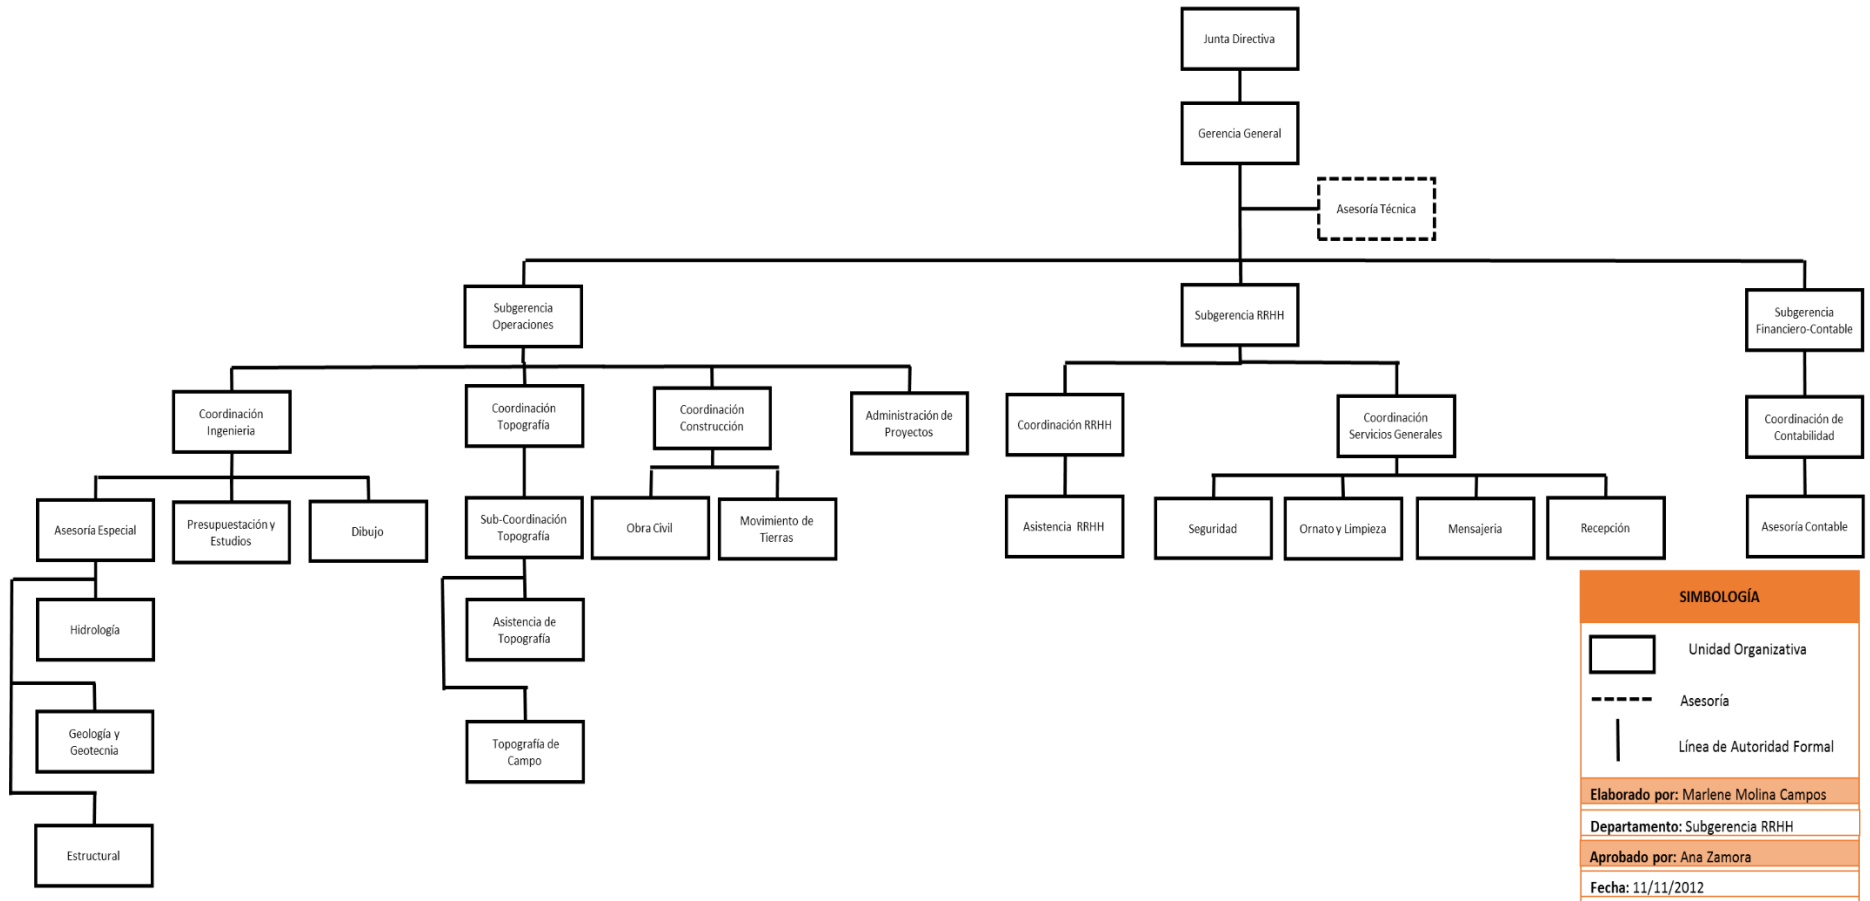 Junta Directiva
Gerencia General
Asesoría Técnica
Subgerencia
Operaciones
Subgerencia RRHH
Subgerencia
Financiero-Contable
Coordinación
Ingenieria
Coordinación
Topografía
Coordinación
Construcción
Administración de
Proyectos
Coordinación RRHH
Coordinación
Servicios Generales
Coordinación de
Contabilidad
Asesoría Especial
Presupuestación y
Estudios
Dibujo
Sub-Coordinación
Topografía
Obra Civil
Movimiento de
Tierras
Asistencia RRHH
Seguridad
Ornato y Limpieza
Mensajeria
Recepción
Asesoría Contable
Hidrología
Asistencia de
Topografía
Geología y
Geotecnia
Topografía de
Campo
Estructural
SIMBOLOGÍA
Unidad Organizativa
Asesoría
Línea de Autoridad Formal
Elaborado por: Marlene Molina Campos
Departamento: Subgerencia RRHH
Aprobado por: Ana Zamora
Fecha: 11/11/2012